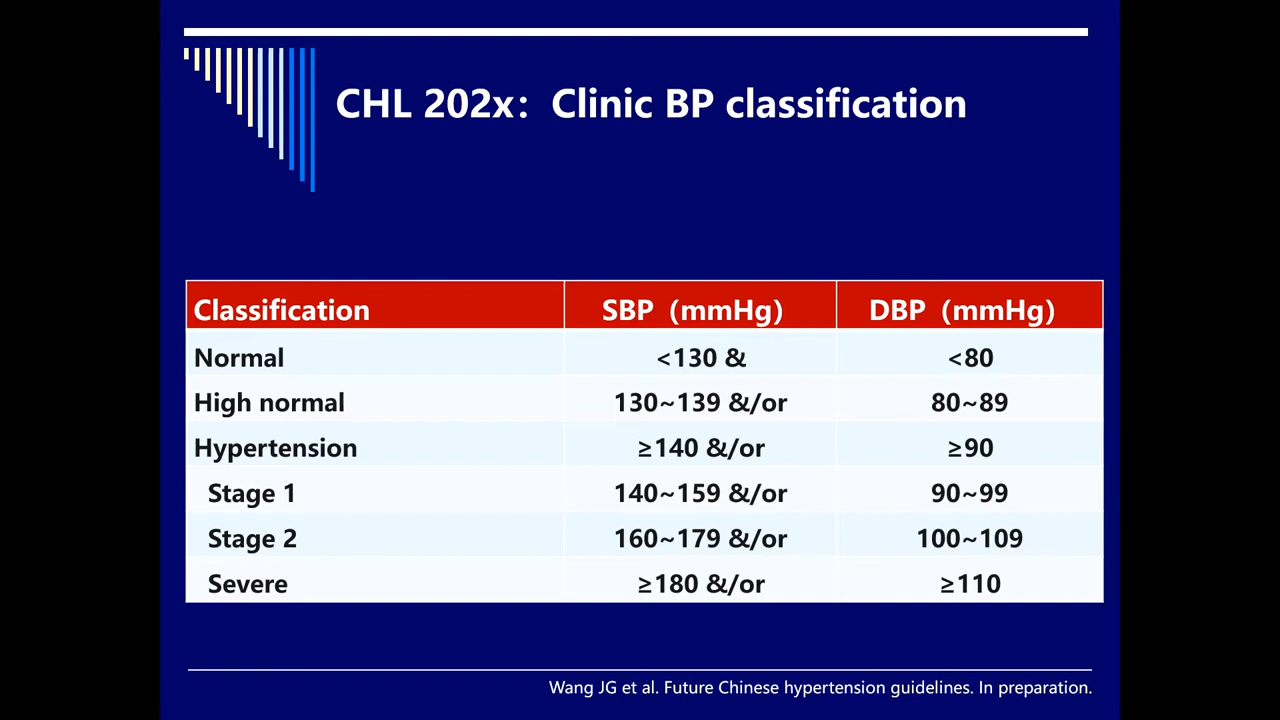 CHL 202x：Clinic BP classification
Classification SBP（mmHg） DBP（mmHg）
Normal <130 & <80
High normal 130~139 &/or 80~89
Hypertension ≥140 &/or ≥90
Stage 1 140~159 &/or 90~99
Stage 2 160~179 &/or 100~109
Severe ≥180 &/or ≥110
Wang JG et al. Future Chinese hypertension guidelines. In preparation.